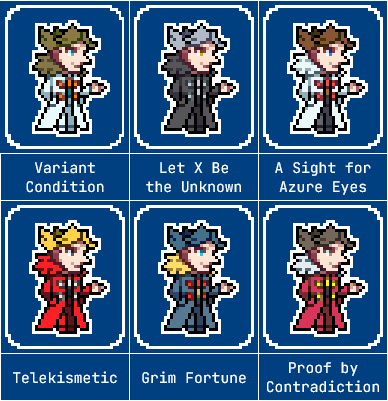 Variant
Condition
Let X Be
the Unknown
A Sight for
Azure Eyes
Telekismetic
Grim Fortune
Proof by
Contradiction